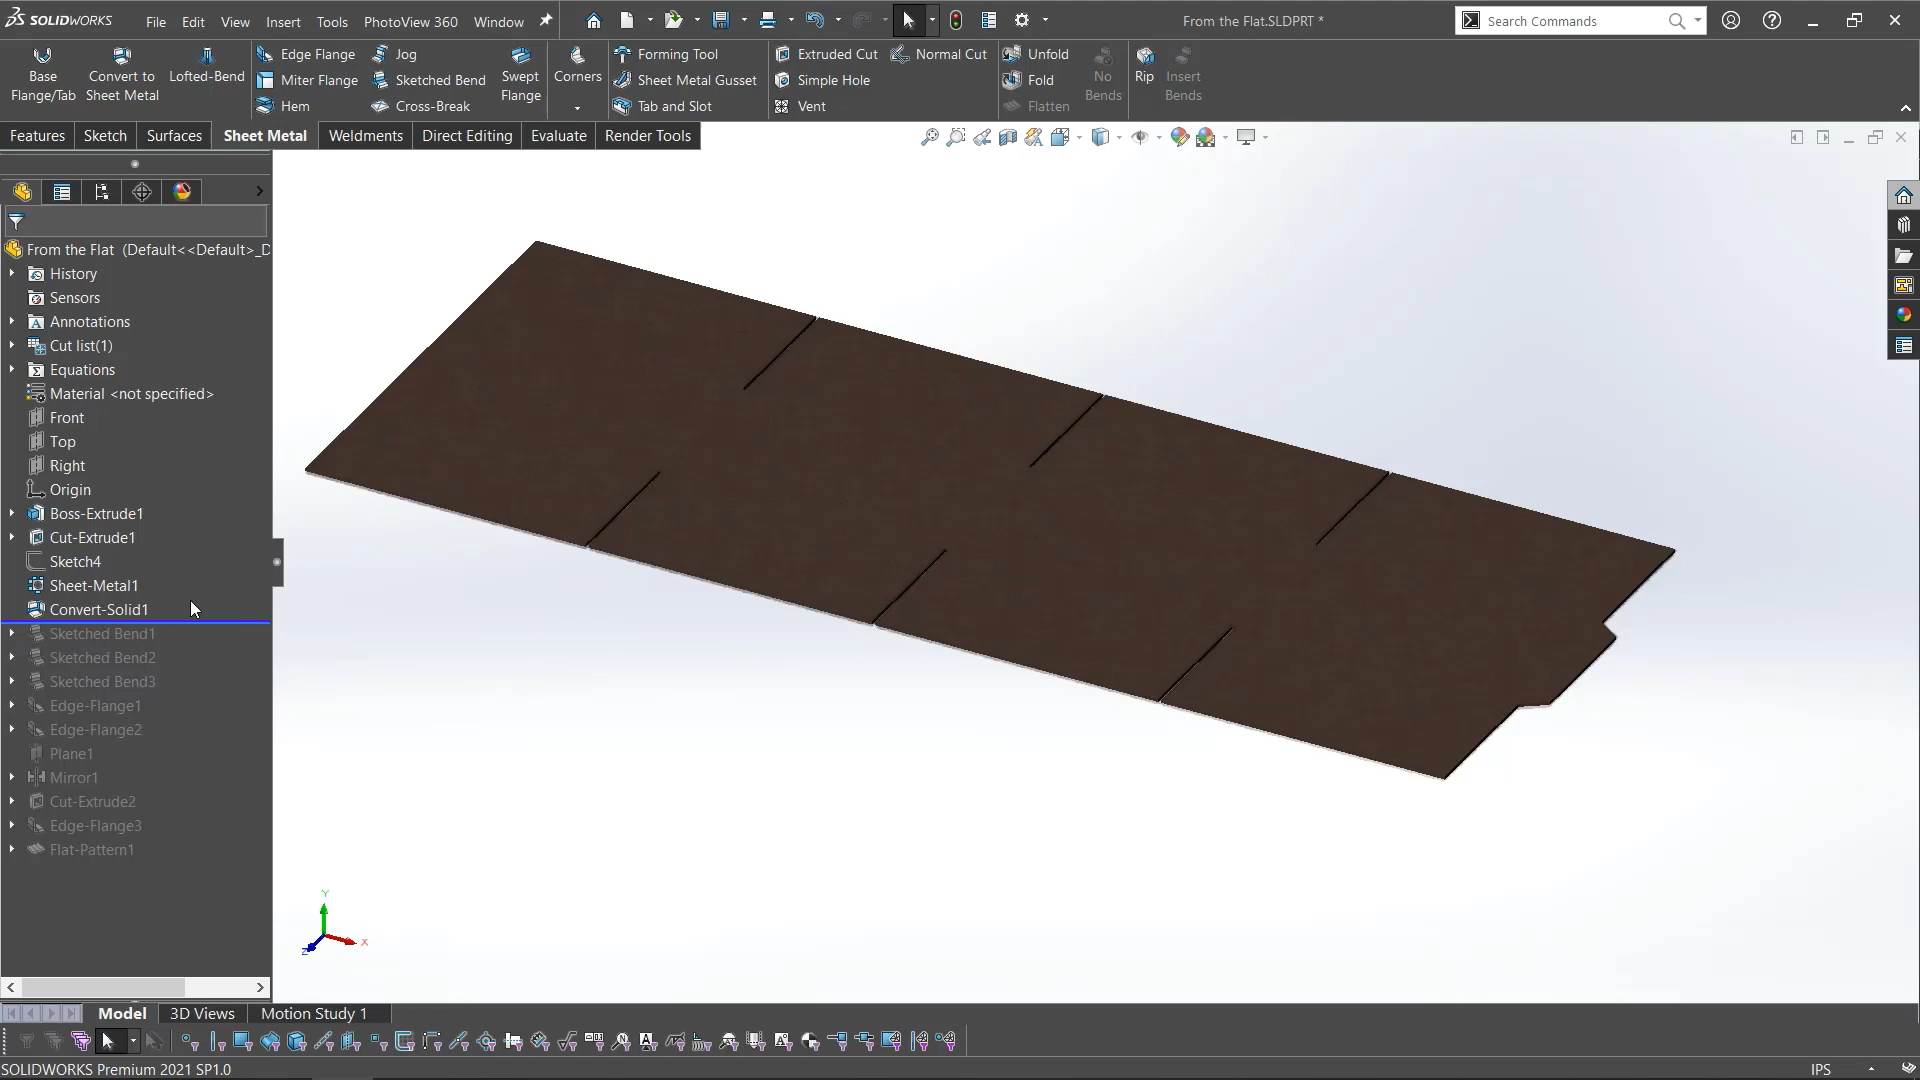 SOLIDWORKS File Edit View Insert Tools PhotoView 360 Window From the Flat.SLDPRT * Search Commands
Base Flange/Tab
Convert to Sheet Metal
Lofted-Bend
Edge Flange
Miter Flange
Hem
Jog
Sketched Bend
Cross-Break
Swept Flange
Corners
Forming Tool
Sheet Metal Gusset
Tab and Slot
Extruded Cut
Simple Hole
Vent
Normal Cut
Unfold
Fold
Flatten
No Bends
Rip
Insert Bends
Features Sketch Surfaces Sheet Metal Weldments Direct Editing Evaluate Render Tools
From the Flat (Default<<Default>_D
History
Sensors
Annotations
Cut list(1)
Equations
Material <not specified>
Front
Top
Right
Origin
Boss-Extrude1
Cut-Extrude1
Sketch4
Sheet-Metal1
Convert-Solid1
Sketched Bend1
Sketched Bend2
Sketched Bend3
Edge-Flange1
Edge-Flange2
Plane1
Mirror1
Cut-Extrude2
Edge-Flange3
Flat-Pattern1
Y
X
Z
Model 3D Views Motion Study 1
SOLIDWORKS Premium 2021 SP1.0 IPS